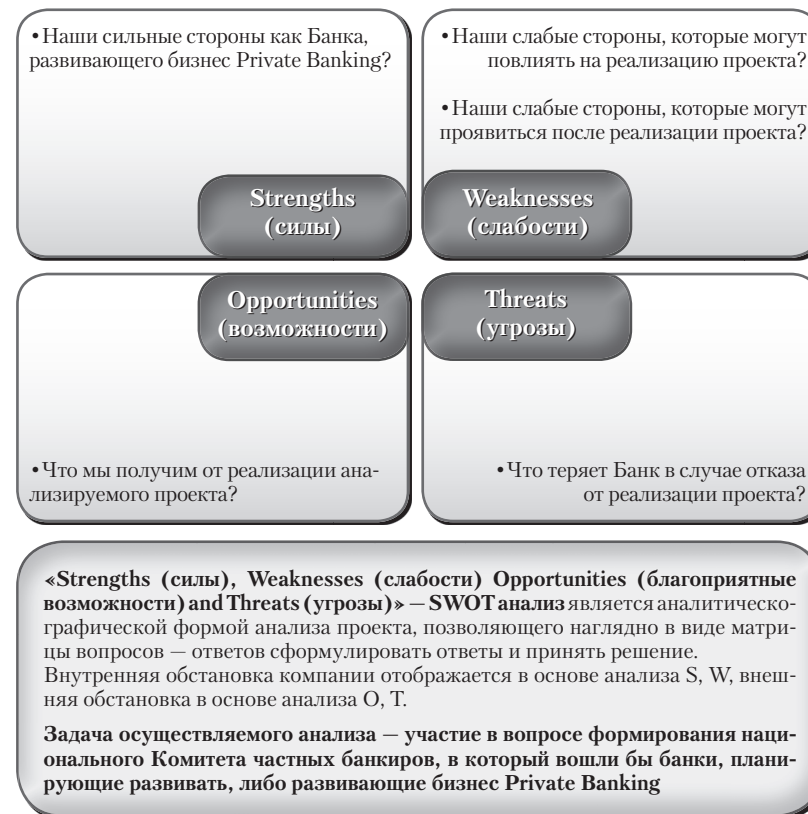 •Наши сильные стороны как Банка,
развивающего бизнес Private Banking?
Strengths
(силы)
•Наши слабые стороны, которые могут
повлиять на реализацию проекта?
•Наши слабые стороны, которые могут
проявиться после реализации проекта?
Weaknesses
(слабости)
Opportunities
(возможности)
•Что мы получим от реализации ана-
лизируемого проекта?
Threats
(угрозы)
•Что теряет Банк в случае отказа
от реализации проекта?
«Strengths (силы), Weaknesses (слабости) Opportunities (благоприятные
возможности) and Threats (угрозы)» — SWOT анализ является аналитическо-
графической формой анализа проекта, позволяющего наглядно в виде матри-
цы вопросов — ответов сформулировать ответы и принять решение.
Внутренняя обстановка компании отображается в основе анализа S, W, внеш-
няя обстановка в основе анализа O, T.
Задача осуществляемого анализа — участие в вопросе формирования наци-
онального Комитета частных банкиров, в который вошли бы банки, плани-
рующие развивать, либо развивающие бизнес Private Banking